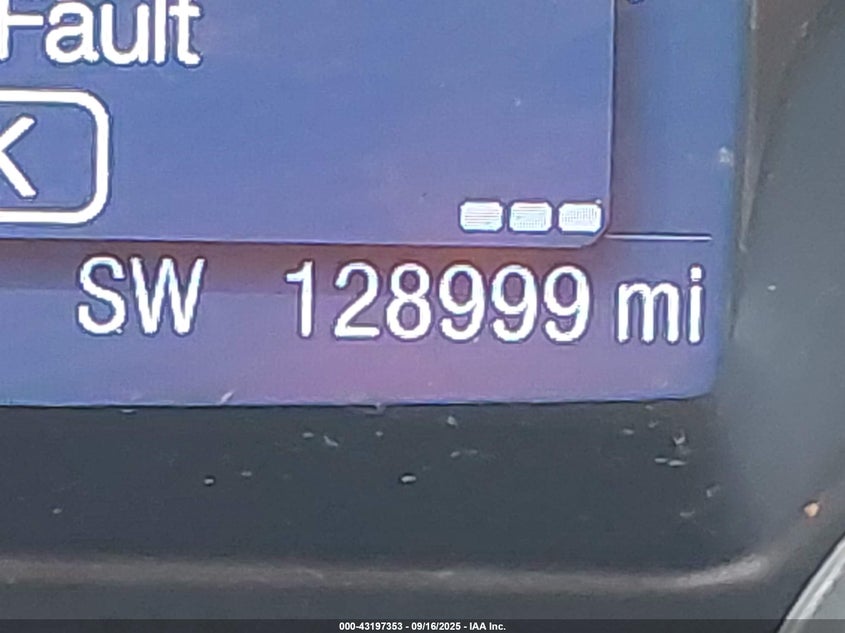 Fault
K
SW 128999 mi
000-43197353 - 09/16/2025 - IAA Inc.